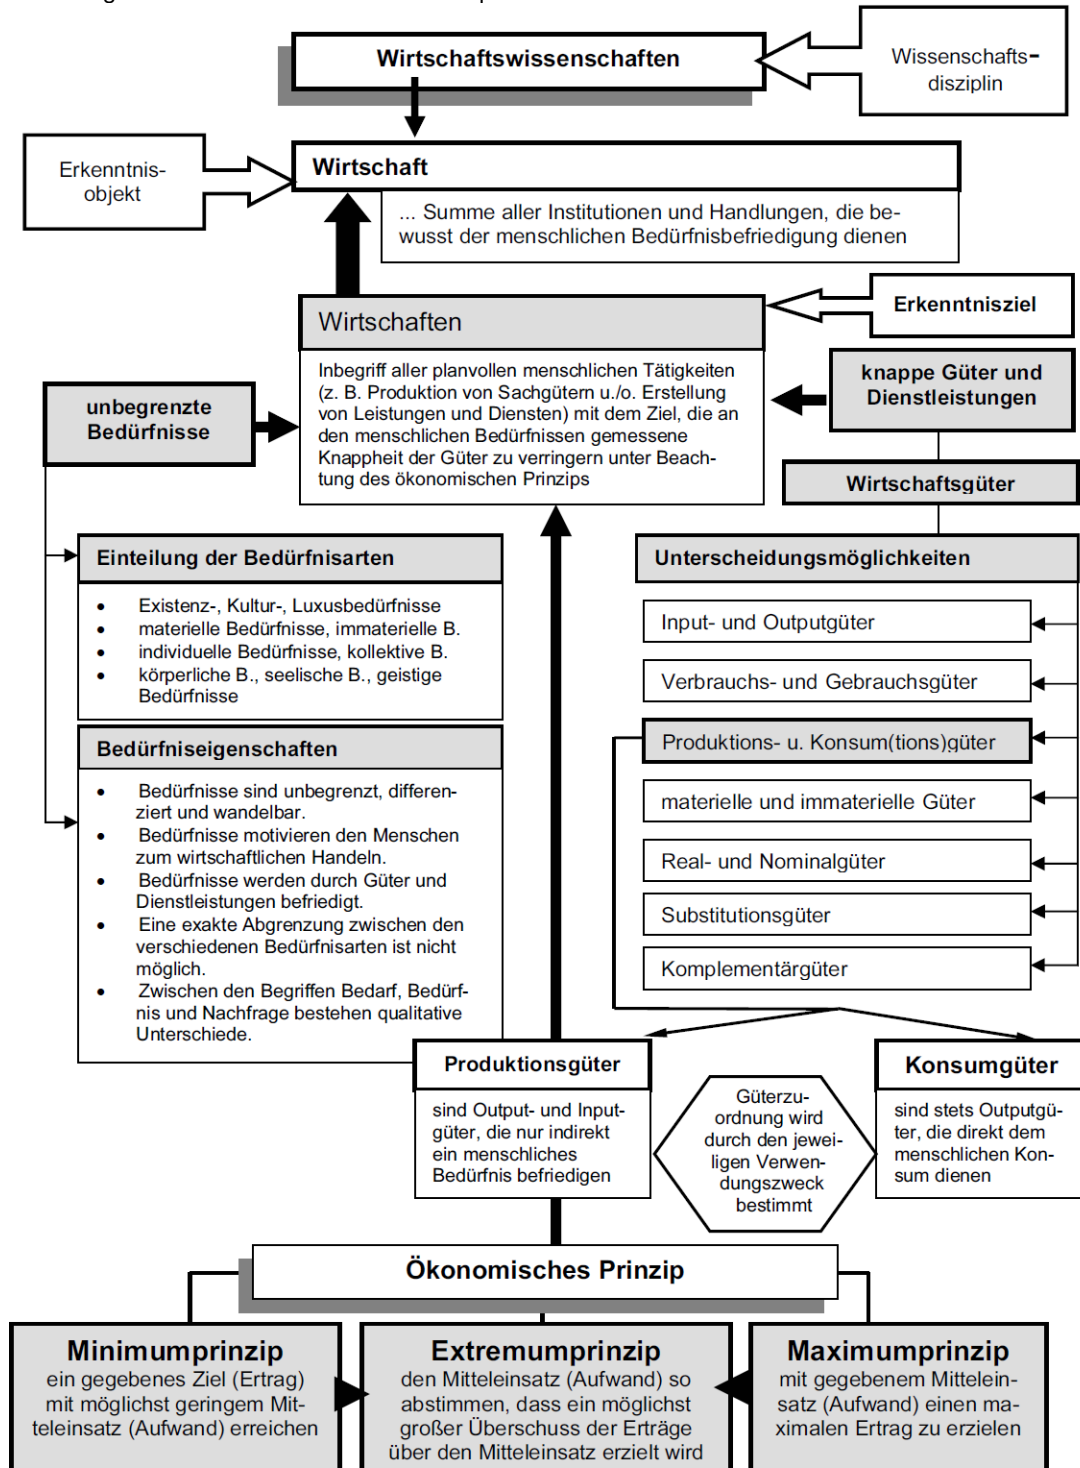 Wirtschaftswissenschaften
Wissenschafts-
disziplin
Erkenntnis-
objekt
Wirtschaft
... Summe aller Institutionen und Handlungen, die be-
wusst der menschlichen Bedürfnisbefriedigung dienen
Wirtschaften
Erkenntnisziel
Inbegriff aller planvollen menschlichen Tätigkeiten
(z. B. Produktion von Sachgütern u./o. Erstellung
von Leistungen und Diensten) mit dem Ziel, die an
den menschlichen Bedürfnissen gemessene
Knappheit der Güter zu verringern unter Beach-
tung des ökonomischen Prinzips
unbegrenzte
Bedürfnisse
knappe Güter und
Dienstleistungen
Wirtschaftsgüter
Einteilung der Bedürfnisarten
• Existenz-, Kultur-, Luxusbedürfnisse
• materielle Bedürfnisse, immaterielle B.
• individuelle Bedürfnisse, kollektive B.
• körperliche B., seelische B., geistige
Bedürfnisse
Bedürfniseigenschaften
• Bedürfnisse sind unbegrenzt, differen-
ziert und wandelbar.
• Bedürfnisse motivieren den Menschen
zum wirtschaftlichen Handeln.
• Bedürfnisse werden durch Güter und
Dienstleistungen befriedigt.
• Eine exakte Abgrenzung zwischen den
verschiedenen Bedürfnisarten ist nicht
möglich.
• Zwischen den Begriffen Bedarf, Bedürf-
nis und Nachfrage bestehen qualitative
Unterschiede.
Unterscheidungsmöglichkeiten
Input- und Outputgüter
Verbrauchs- und Gebrauchsgüter
Produktions- u. Konsum(tions)güter
materielle und immaterielle Güter
Real- und Nominalgüter
Substitutionsgüter
Komplementärgüter
Produktionsgüter
sind Output- und Input-
güter, die nur indirekt
ein menschliches
Bedürfnis befriedigen
Güterzu-
ordnung wird
durch den jewei-
ligen Verwen-
dungszweck
bestimmt
Konsumgüter
sind stets Outputgü-
ter, die direkt dem
menschlichen Kon-
sum dienen
Ökonomisches Prinzip
Minimumprinzip
ein gegebenes Ziel (Ertrag)
mit möglichst geringem Mit-
teleinsatz (Aufwand) erreichen
Extremumprinzip
den Mitteleinsatz (Aufwand) so
abstimmen, dass ein möglichst
großer Überschuss der Erträge
über den Mitteleinsatz erzielt wird
Maximumprinzip
mit gegebenem Mittelein-
satz (Aufwand) einen ma-
ximalen Ertrag zu erzielen